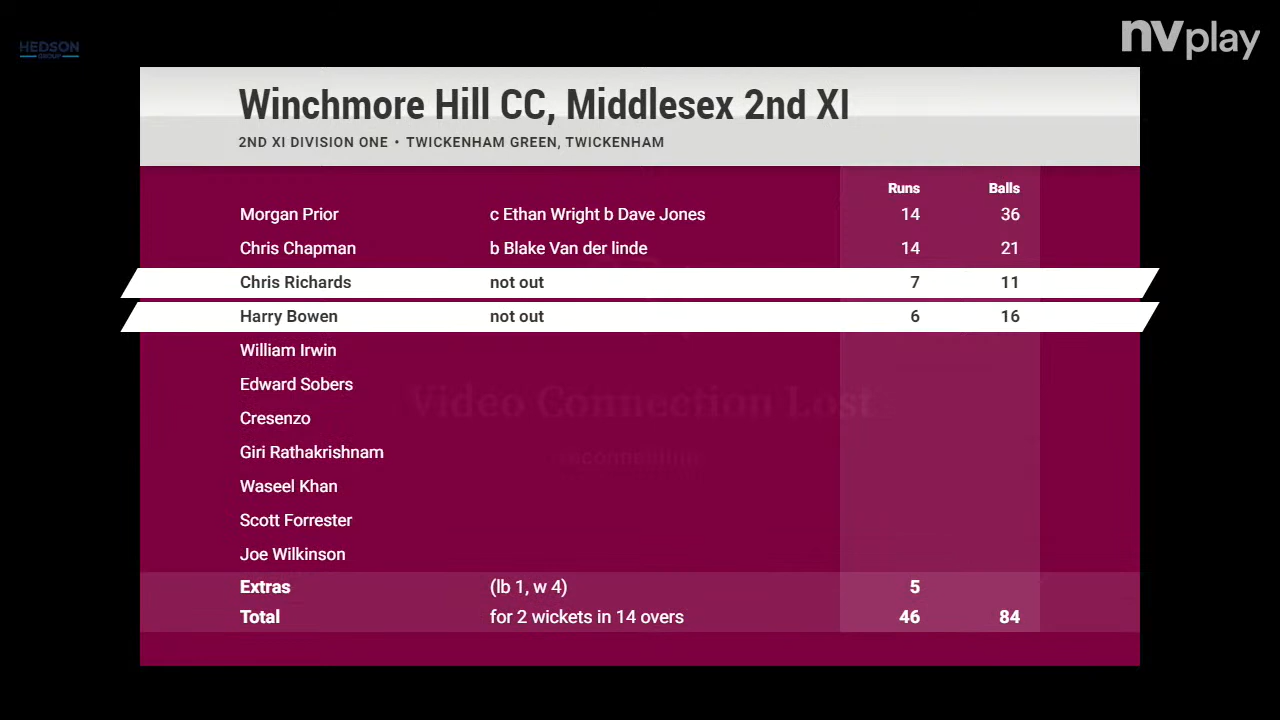 HEDSON
GROUP
nvplay
Winchmore Hill CC, Middlesex 2nd XI
2ND XI DIVISION ONE • TWICKENHAM GREEN, TWICKENHAM
Runs Balls
Morgan Prior c Ethan Wright b Dave Jones 14 36
Chris Chapman b Blake Van der linde 14 21
Chris Richards not out 7 11
Harry Bowen not out 6 16
William Irwin
Edward Sobers
Video Connection Lost
Cresenzo
Giri Rathakrishnam
reconnecting
Waseel Khan
Scott Forrester
Joe Wilkinson
Extras (lb 1, w 4) 5
Total for 2 wickets in 14 overs 46 84